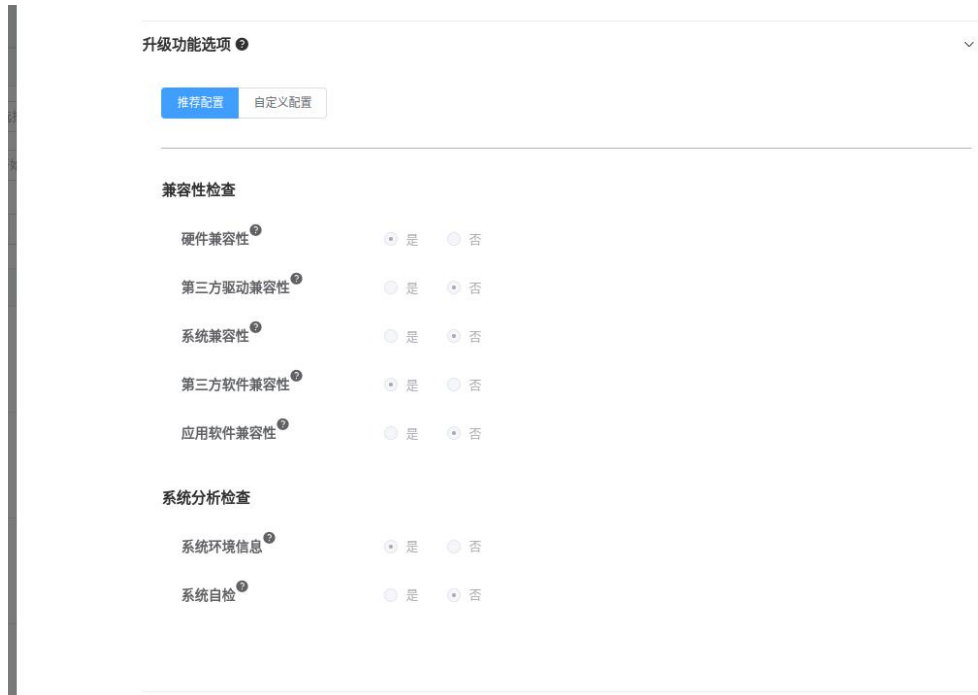 升级功能选项
推荐配置 自定义配置
兼容性检查
硬件兼容性 是 否
第三方驱动兼容性 是 否
系统兼容性 是 否
第三方软件兼容性 是 否
应用软件兼容性 是 否
系统分析检查
系统环境信息 是 否
系统自检 是 否